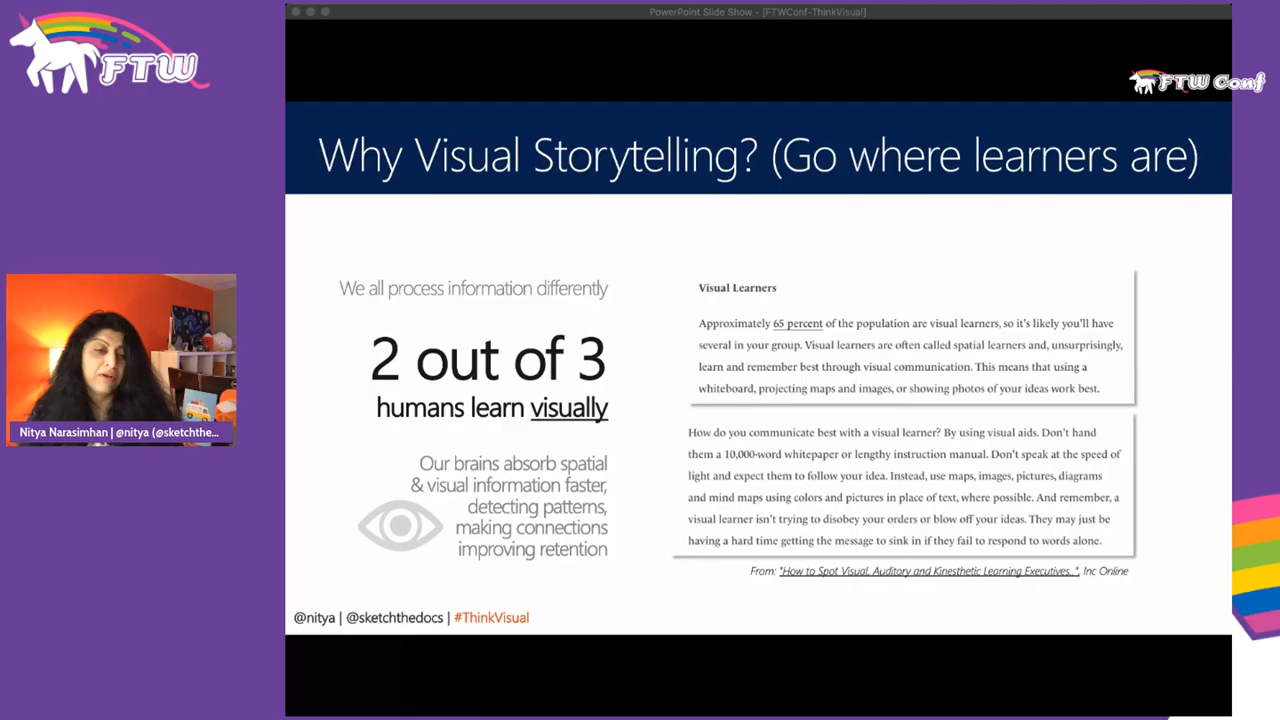 PowerPoint Slide Show - [FTWConf-ThinkVisual]
FTW
FTW Conf
Why Visual Storytelling? (Go where learners are)
We all process information differently
2 out of 3
humans learn visually
Our brains absorb spatial
& visual information faster,
detecting patterns,
making connections
improving retention
Visual Learners
Approximately 65 percent of the population are visual learners, so it's likely you'll have
several in your group. Visual learners are often called spatial learners and, unsurprisingly,
learn and remember best through visual communication. This means that using a
whiteboard, projecting maps and images, or showing photos of your ideas work best.
How do you communicate best with a visual learner? By using visual aids. Don't hand
them a 10,000-word whitepaper or lengthy instruction manual. Don't speak at the speed of
light and expect them to follow your idea. Instead, use maps, images, pictures, diagrams
and mind maps using colors and pictures in place of text, where possible. And remember, a
visual learner isn't trying to disobey your orders or blow off your ideas. They may just be
having a hard time getting the message to sink in if they fail to respond to words alone.
From: "How to Spot Visual, Auditory and Kinesthetic Learning Executives..", Inc Online
Nitya Narasimhan | @nitya (@sketchthe...
@nitya | @sketchthedocs | #ThinkVisual